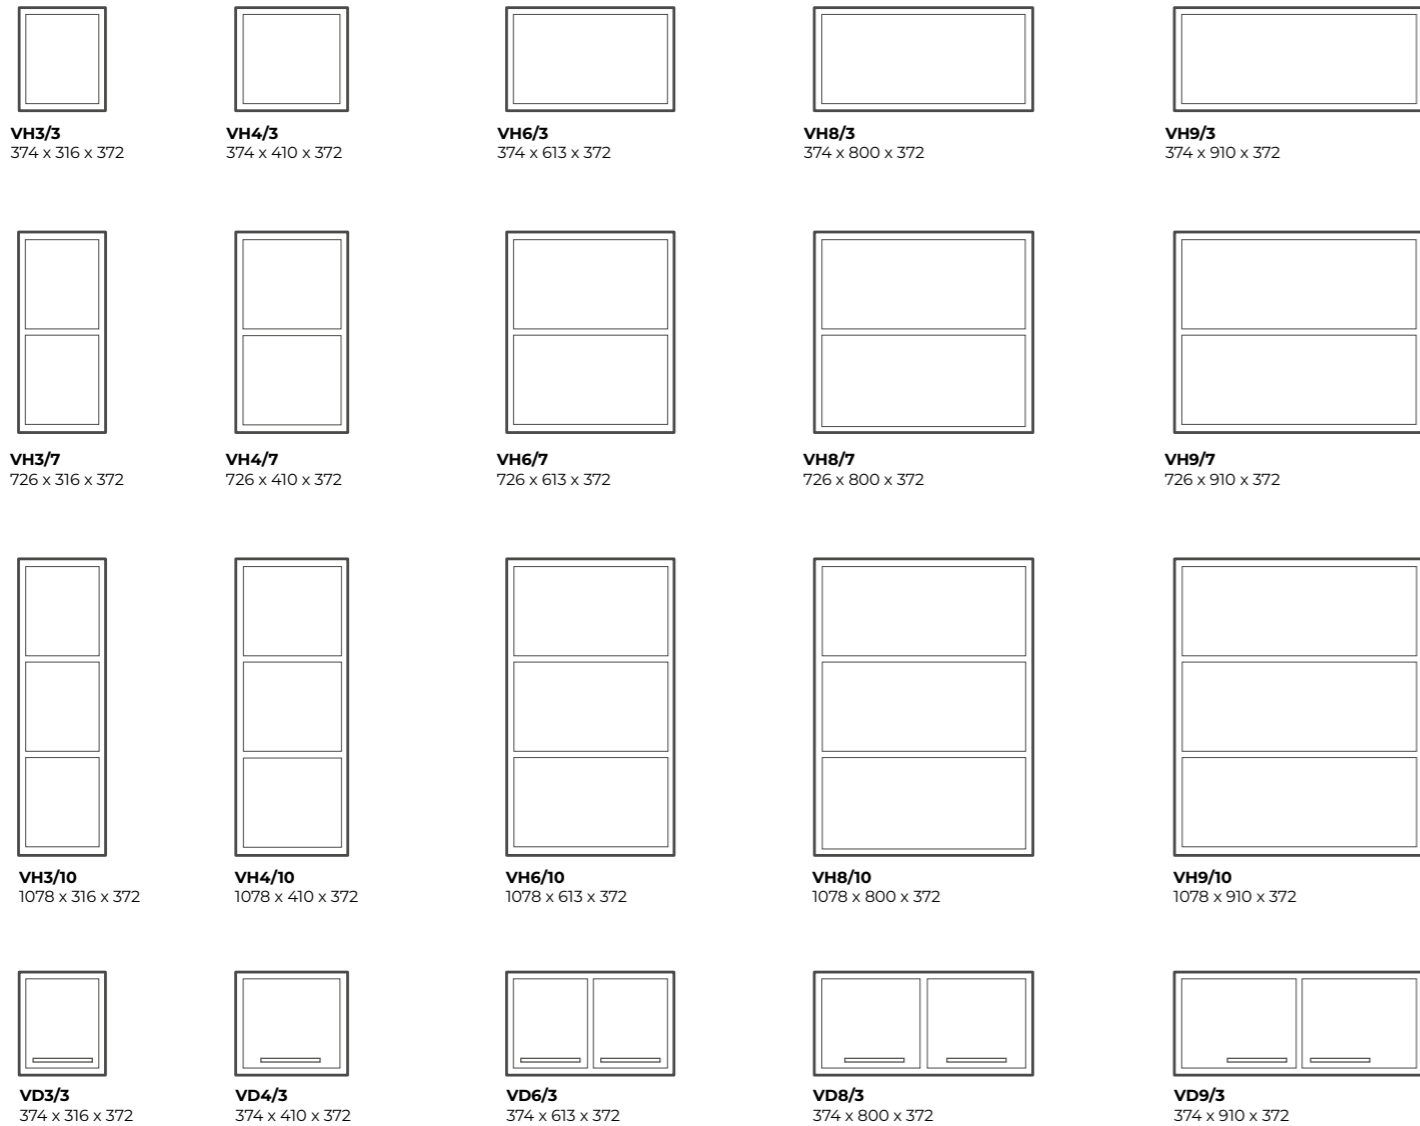 VH3/3
374 x 316 x 372
VH4/3
374 x 410 x 372
VH6/3
374 x 613 x 372
VH8/3
374 x 800 x 372
VH9/3
374 x 910 x 372
VH3/7
726 x 316 x 372
VH4/7
726 x 410 x 372
VH6/7
726 x 613 x 372
VH8/7
726 x 800 x 372
VH9/7
726 x 910 x 372
VH3/10
1078 x 316 x 372
VH4/10
1078 x 410 x 372
VH6/10
1078 x 613 x 372
VH8/10
1078 x 800 x 372
VH9/10
1078 x 910 x 372
VD3/3
374 x 316 x 372
VD4/3
374 x 410 x 372
VD6/3
374 x 613 x 372
VD8/3
374 x 800 x 372
VD9/3
374 x 910 x 372